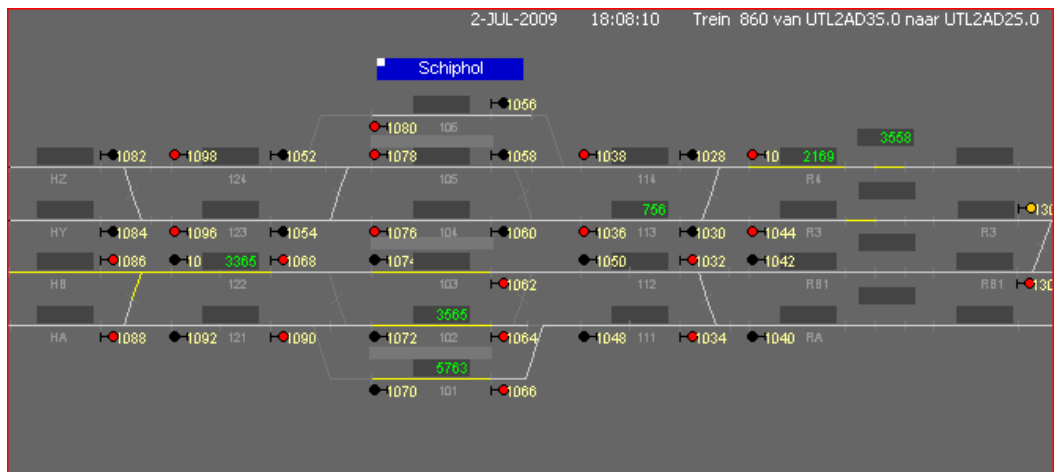 2-JUL-2009 18:08:10 Trein 860 van UTL2AD3S.0 naar UTL2AD2S.0
Schiphol
1056
1080 106
3558
1082 1098 1052 1078 1058 1038 1028 10 2169
HZ 124 105 114 R4
756
130
HY 1084 1096 123 1054 1076 104 1060 1036 113 1030 1044 R3 R3
1086 10 3365 1068 1074 1050 1032 1042
HB 122 103 1062 112 RB1 RB1 130
3565
HA 1088 1092 121 1090 1072 102 1064 1048 111 1034 1040 RA
5763
1070 101 1066